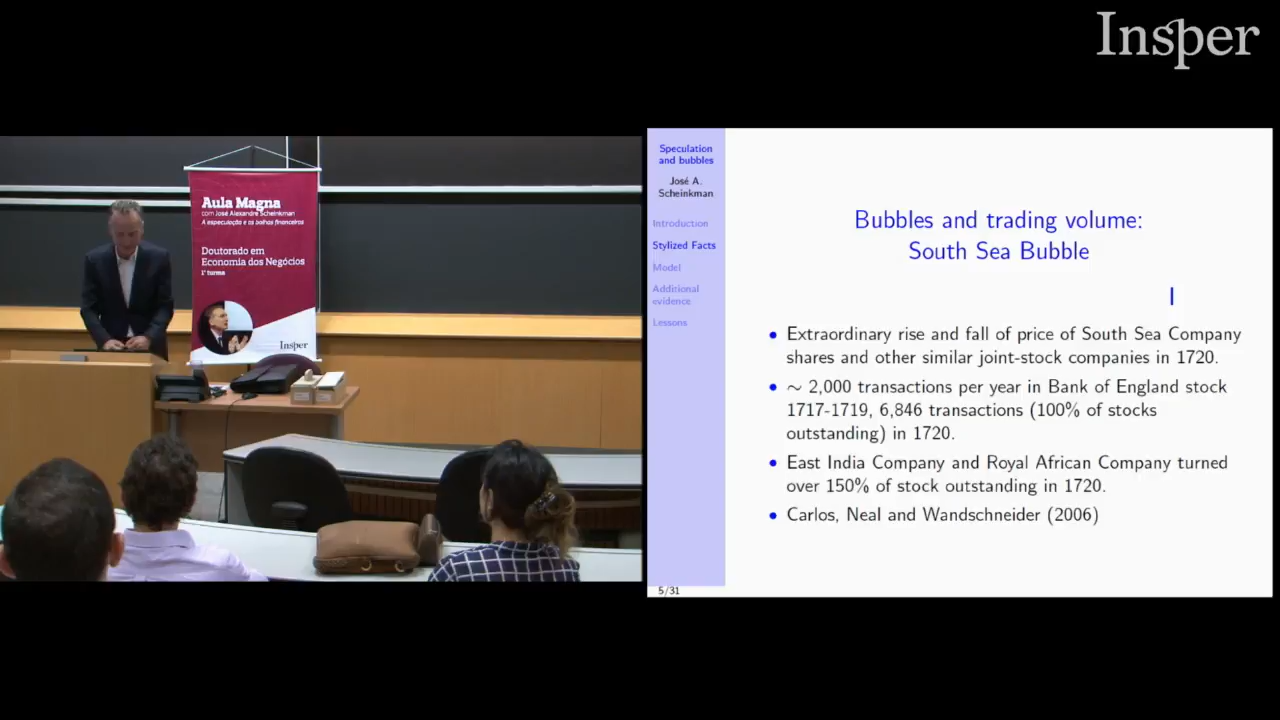 Insper
Aula Magna
com José Alexandre Scheinkman
A especulação e as bolhas financeiras
Doutorado em
Economia dos Negócios
1ª turma
Insper
Speculation
and bubbles
José A.
Scheinkman
Introduction
Stylized Facts
Model
Additional
evidence
Lessons
Bubbles and trading volume:
South Sea Bubble
• Extraordinary rise and fall of price of South Sea Company
shares and other similar joint-stock companies in 1720.
• ∼ 2,000 transactions per year in Bank of England stock
1717-1719, 6,846 transactions (100% of stocks
outstanding) in 1720.
• East India Company and Royal African Company turned
over 150% of stock outstanding in 1720.
• Carlos, Neal and Wandschneider (2006)
5/31